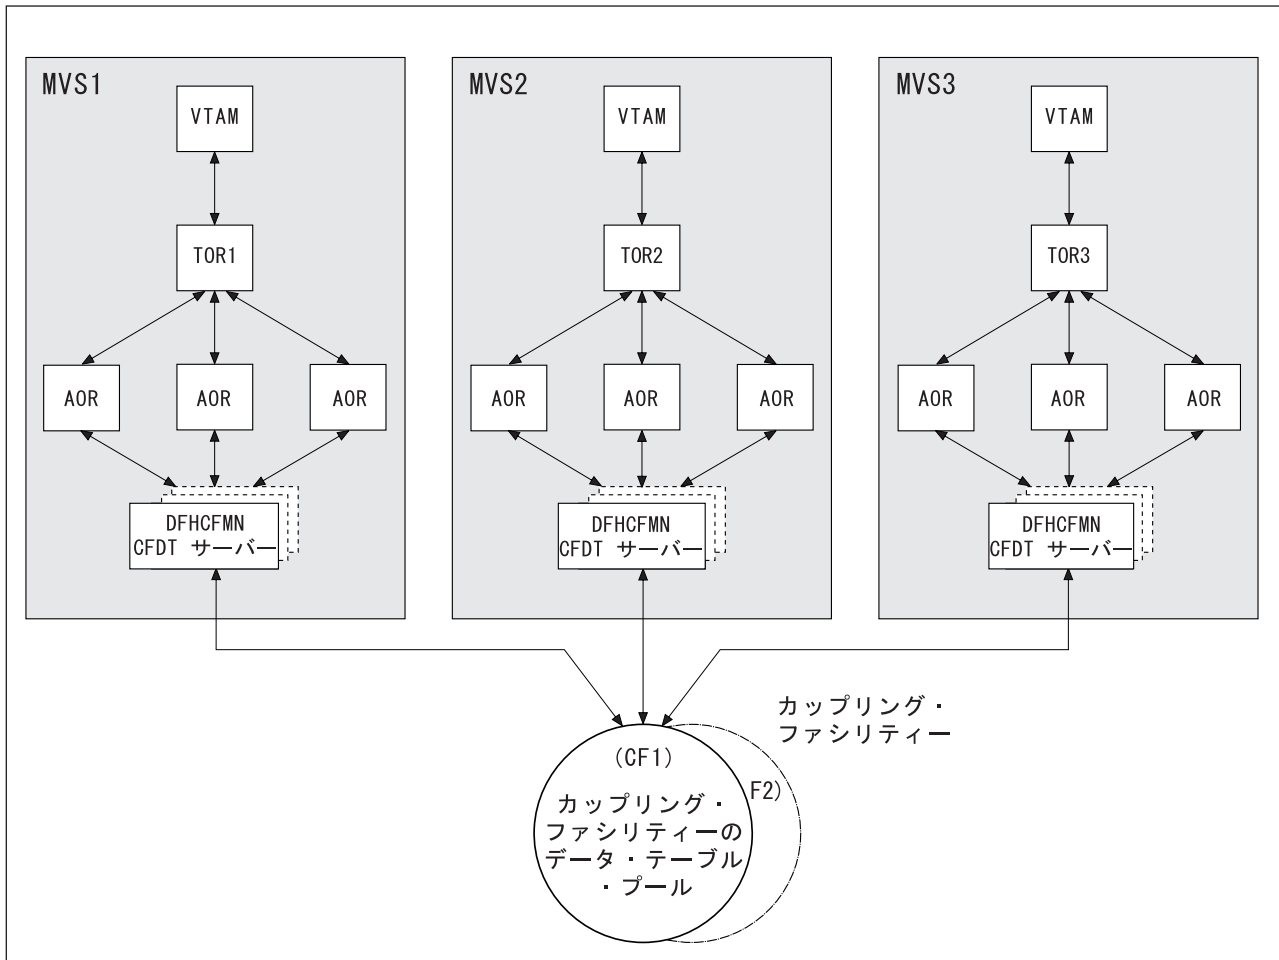 MVS1
VTAM
TOR1
AOR
AOR
AOR
DFHCFMN
CFDT サーバー
MVS2
VTAM
TOR2
AOR
AOR
AOR
DFHCFMN
CFDT サーバー
MVS3
VTAM
TOR3
AOR
AOR
AOR
DFHCFMN
CFDT サーバー
カップリング・
ファシリティー
(CF1)
カップリング・
ファシリティーの
データ・テーブル
・プール
F2)